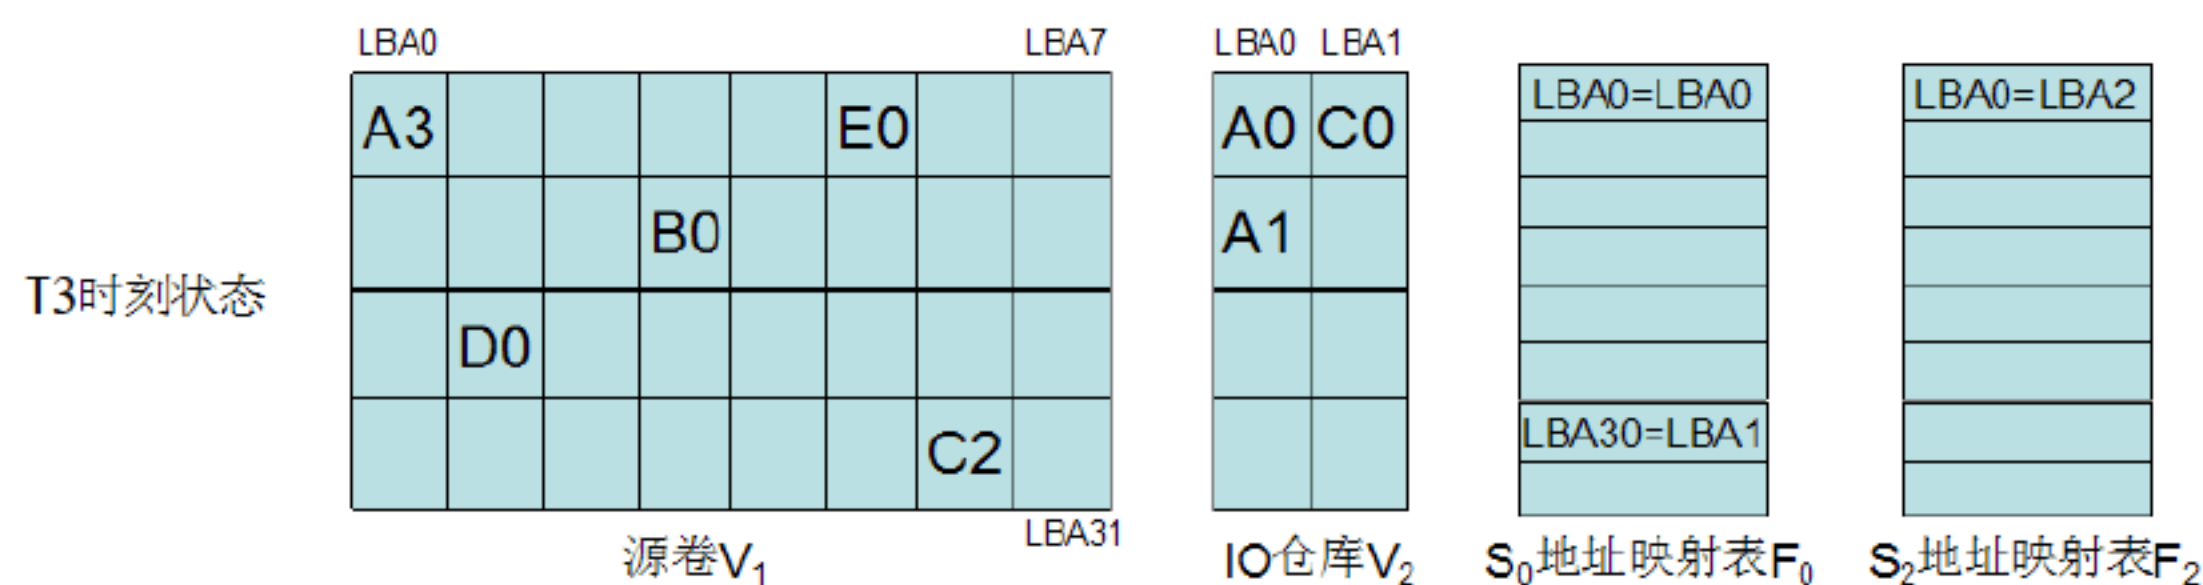 LBA0 LBA7 LBA0 LBA1
LBA0=LBA0 LBA0=LBA2
A3 E0 A0 C0
B0 A1
T3时刻状态
D0
LBA30=LBA1
C2
LBA31
源卷V₁ IO仓库V₂ S₀地址映射表F₀ S₂地址映射表F₂